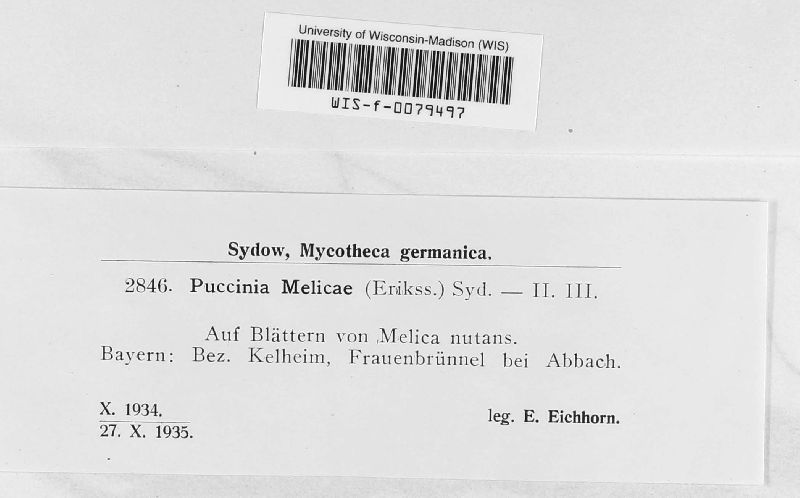 University of Wisconsin-Madison (WIS)
WIS-f-0079497
Sydow, Mycotheca germanica.
2846. Puccinia Melicae (Erikss.) Syd. — II. III.
Auf Blättern von Melica nutans.
Bayern: Bez. Kelheim, Frauenbrünnel bei Abbach.
X. 1934.
27. X. 1935.
leg. E. Eichhorn.